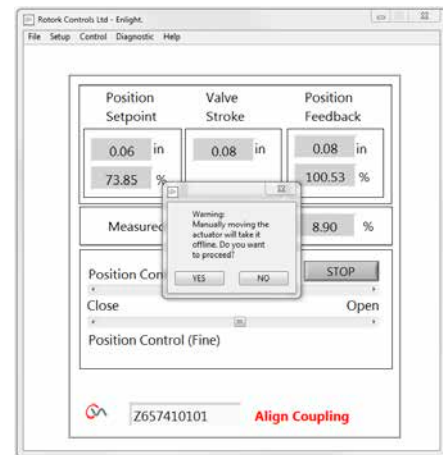 Rotork Controls Ltd - Enlight.
File Setup Control Diagnostic Help
Position Setpoint
Valve Stroke
Position Feedback
0.06 in
0.08 in
0.08 in
73.85 %
100.53 %
Warning:
Manually moving the
actuator will take it
offline. Do you want
to proceed?
YES NO
Measured
8.90 %
Position Con
STOP
Close Open
Position Control (Fine)
Z657410101 Align Coupling